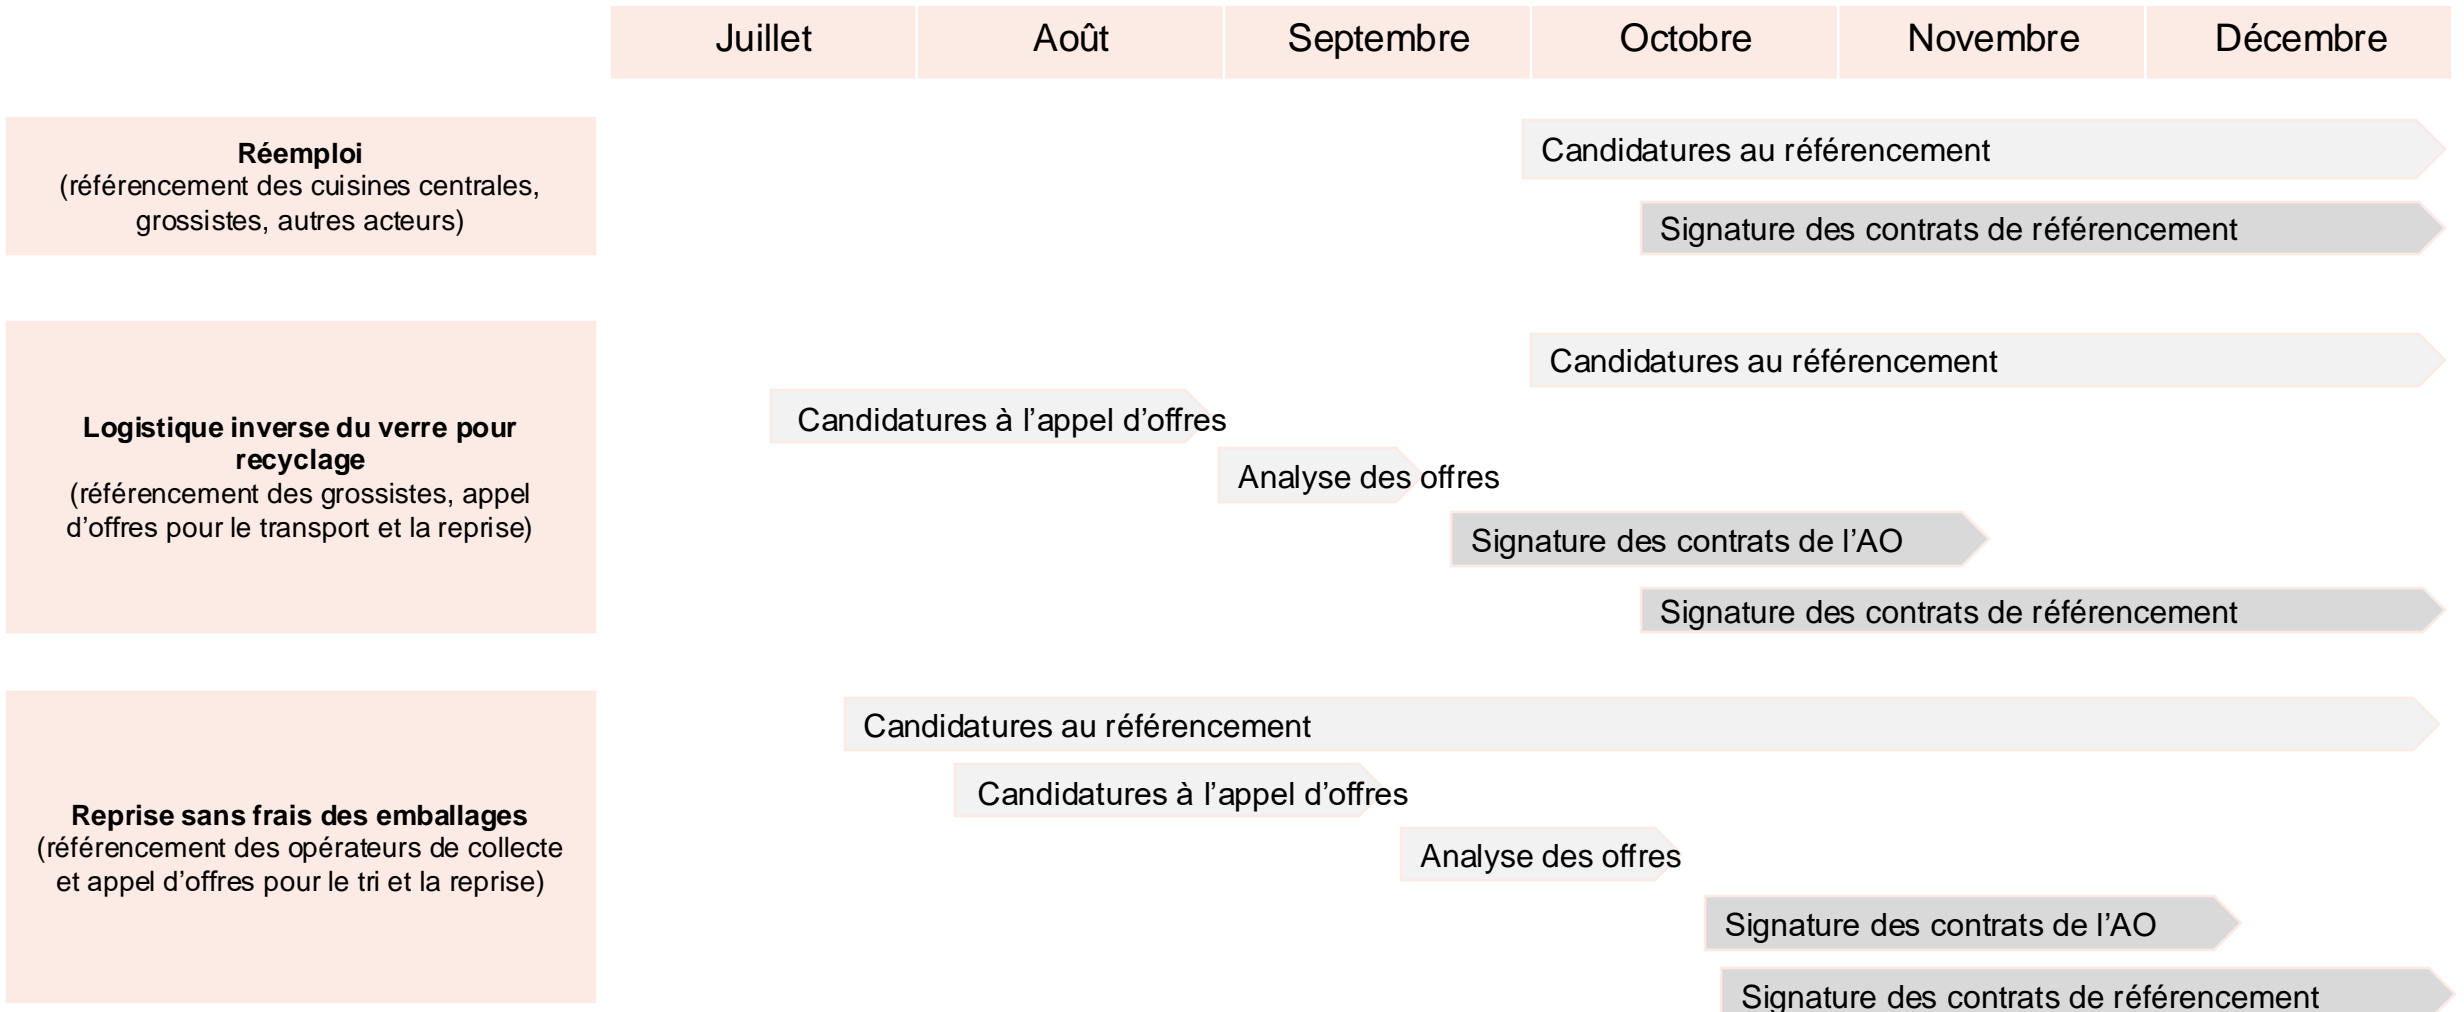 Juillet Août Septembre Octobre Novembre Décembre
Réemploi
(référencement des cuisines centrales,
grossistes, autres acteurs)
Candidatures au référencement
Signature des contrats de référencement
Logistique inverse du verre pour
recyclage
(référencement des grossistes, appel
d’offres pour le transport et la reprise)
Candidatures au référencement
Candidatures à l’appel d’offres
Analyse des offres
Signature des contrats de l’AO
Signature des contrats de référencement
Reprise sans frais des emballages
(référencement des opérateurs de collecte
et appel d’offres pour le tri et la reprise)
Candidatures au référencement
Candidatures à l’appel d’offres
Analyse des offres
Signature des contrats de l’AO
Signature des contrats de référencement